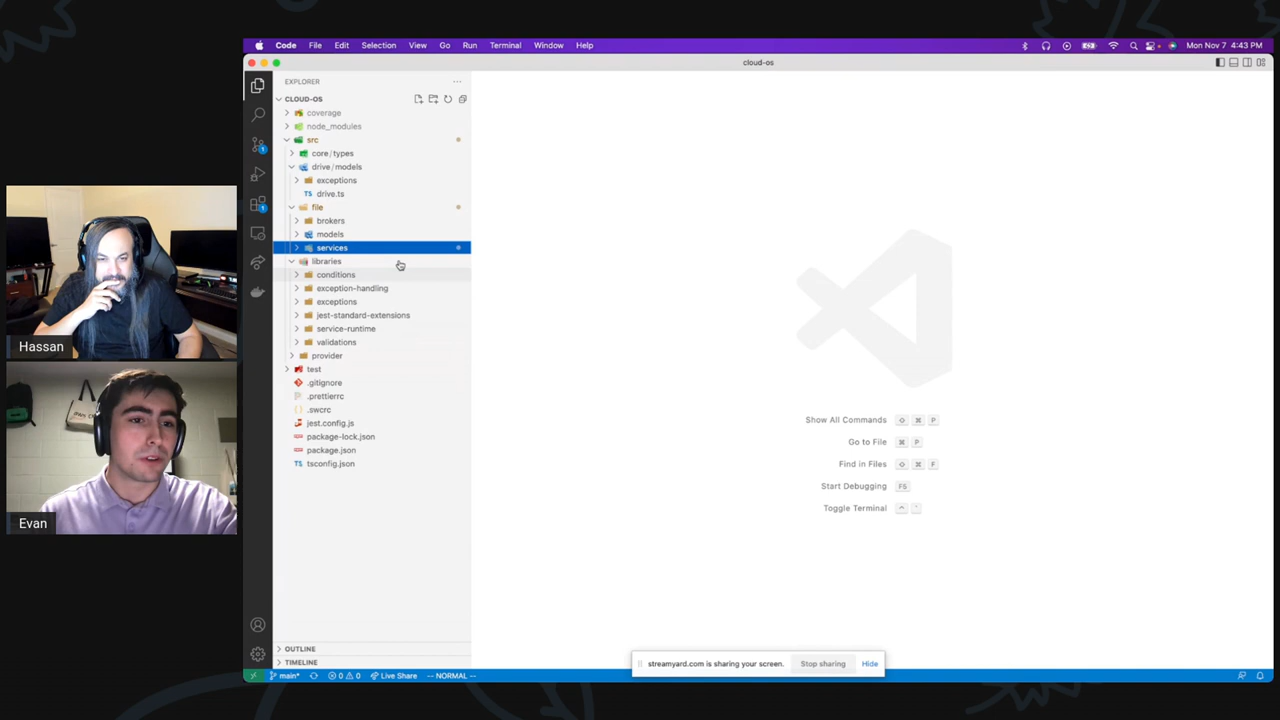 Code File Edit Selection View Go Run Terminal Window Help
Mon Nov 7 4:43 PM
cloud-os
EXPLORER
CLOUD-OS
coverage
node_modules
src
core/types
drive/models
exceptions
TS drive.ts
file
brokers
models
services
libraries
conditions
exception-handling
exceptions
jest-standard-extensions
service-runtime
validations
provider
test
.gitignore
.prettierrc
.swcrc
jest.config.js
package-lock.json
package.json
TS tsconfig.json
OUTLINE
TIMELINE
Show All Commands ⇧ ⌘ P
Go to File ⌘ P
Find in Files ⇧ ⌘ F
Start Debugging F5
Toggle Terminal ^ `
streamyard.com is sharing your screen. Stop sharing Hide
main* 0 0 Live Share -- NORMAL --
Hassan
Evan